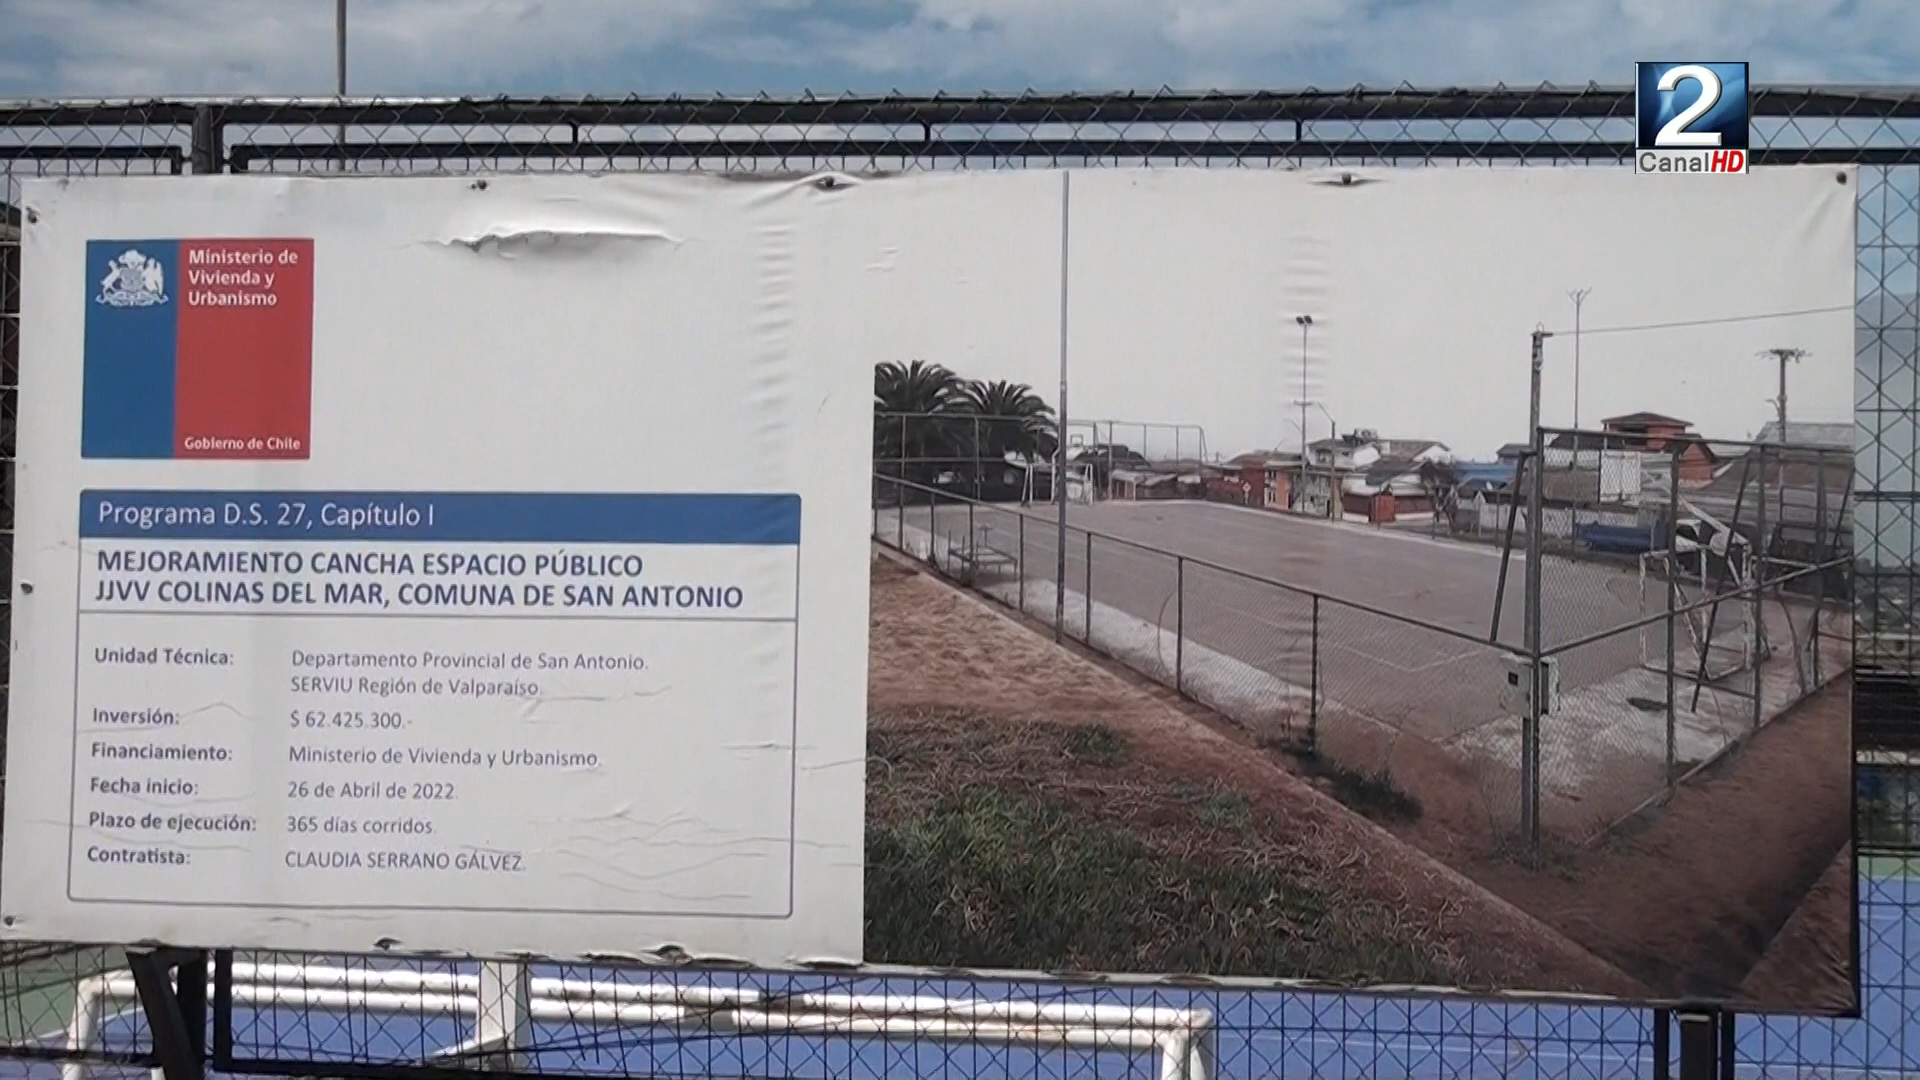 2
CanalHD
Ministerio de
Vivienda y
Urbanismo
Gobierno de Chile
Programa D.S. 27, Capítulo I
MEJORAMIENTO CANCHA ESPACIO PÚBLICO
JJVV COLINAS DEL MAR, COMUNA DE SAN ANTONIO
Unidad Técnica: Departamento Provincial de San Antonio.
SERVIU Región de Valparaíso.
Inversión: $ 62.425.300.-
Financiamiento: Ministerio de Vivienda y Urbanismo.
Fecha inicio: 26 de Abril de 2022.
Plazo de ejecución: 365 días corridos.
Contratista: CLAUDIA SERRANO GÁLVEZ.